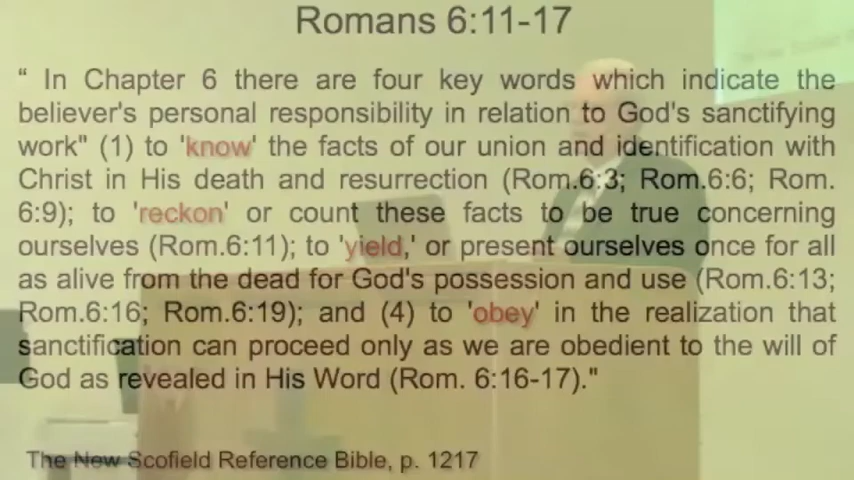 Romans 6:11-17
“ In Chapter 6 there are four key words which indicate the
believer's personal responsibility in relation to God's sanctifying
work" (1) to 'know' the facts of our union and identification with
Christ in His death and resurrection (Rom.6:3; Rom.6:6; Rom.
6:9); to 'reckon' or count these facts to be true concerning
ourselves (Rom.6:11); to 'yield,' or present ourselves once for all
as alive from the dead for God's possession and use (Rom.6:13;
Rom.6:16; Rom.6:19); and (4) to 'obey' in the realization that
sanctification can proceed only as we are obedient to the will of
God as revealed in His Word (Rom. 6:16-17)."
The New Scofield Reference Bible, p. 1217